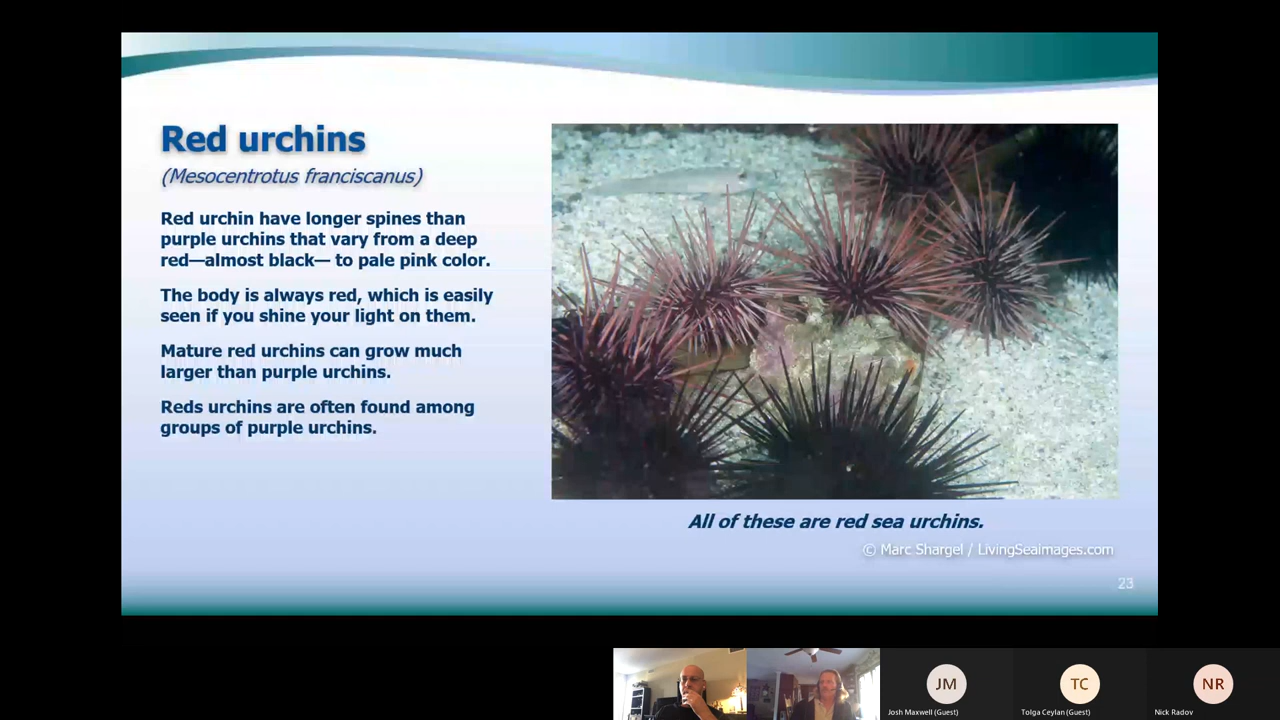 Red urchins
(Mesocentrotus franciscanus)
Red urchin have longer spines than
purple urchins that vary from a deep
red—almost black— to pale pink color.
The body is always red, which is easily
seen if you shine your light on them.
Mature red urchins can grow much
larger than purple urchins.
Reds urchins are often found among
groups of purple urchins.
All of these are red sea urchins.
© Marc Shargel / LivingSeaimages.com
23
JM
TC
NR
Josh Maxwell (Guest)
Tolga Ceylan (Guest)
Nick Radov